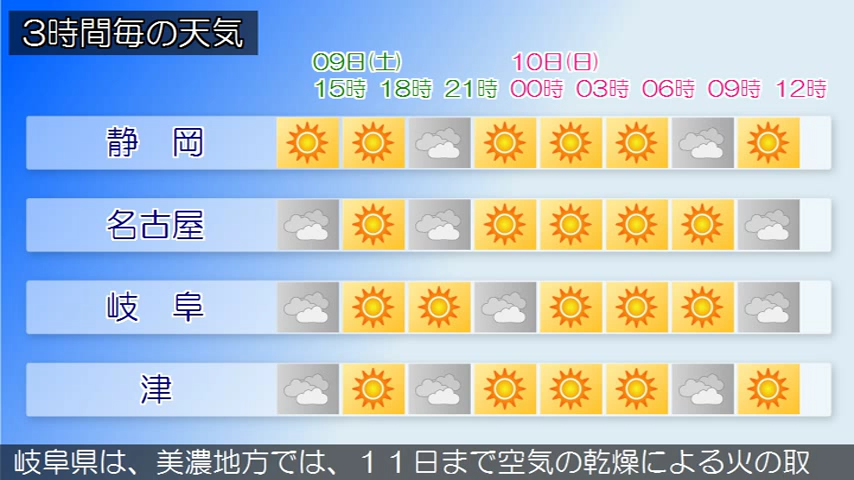 3時間毎の天気
09日(土) 10日(日)
15時 18時 21時 00時 03時 06時 09時 12時
静 岡
名古屋
岐 阜
津
岐阜県は、美濃地方では、11日まで空気の乾燥による火の取